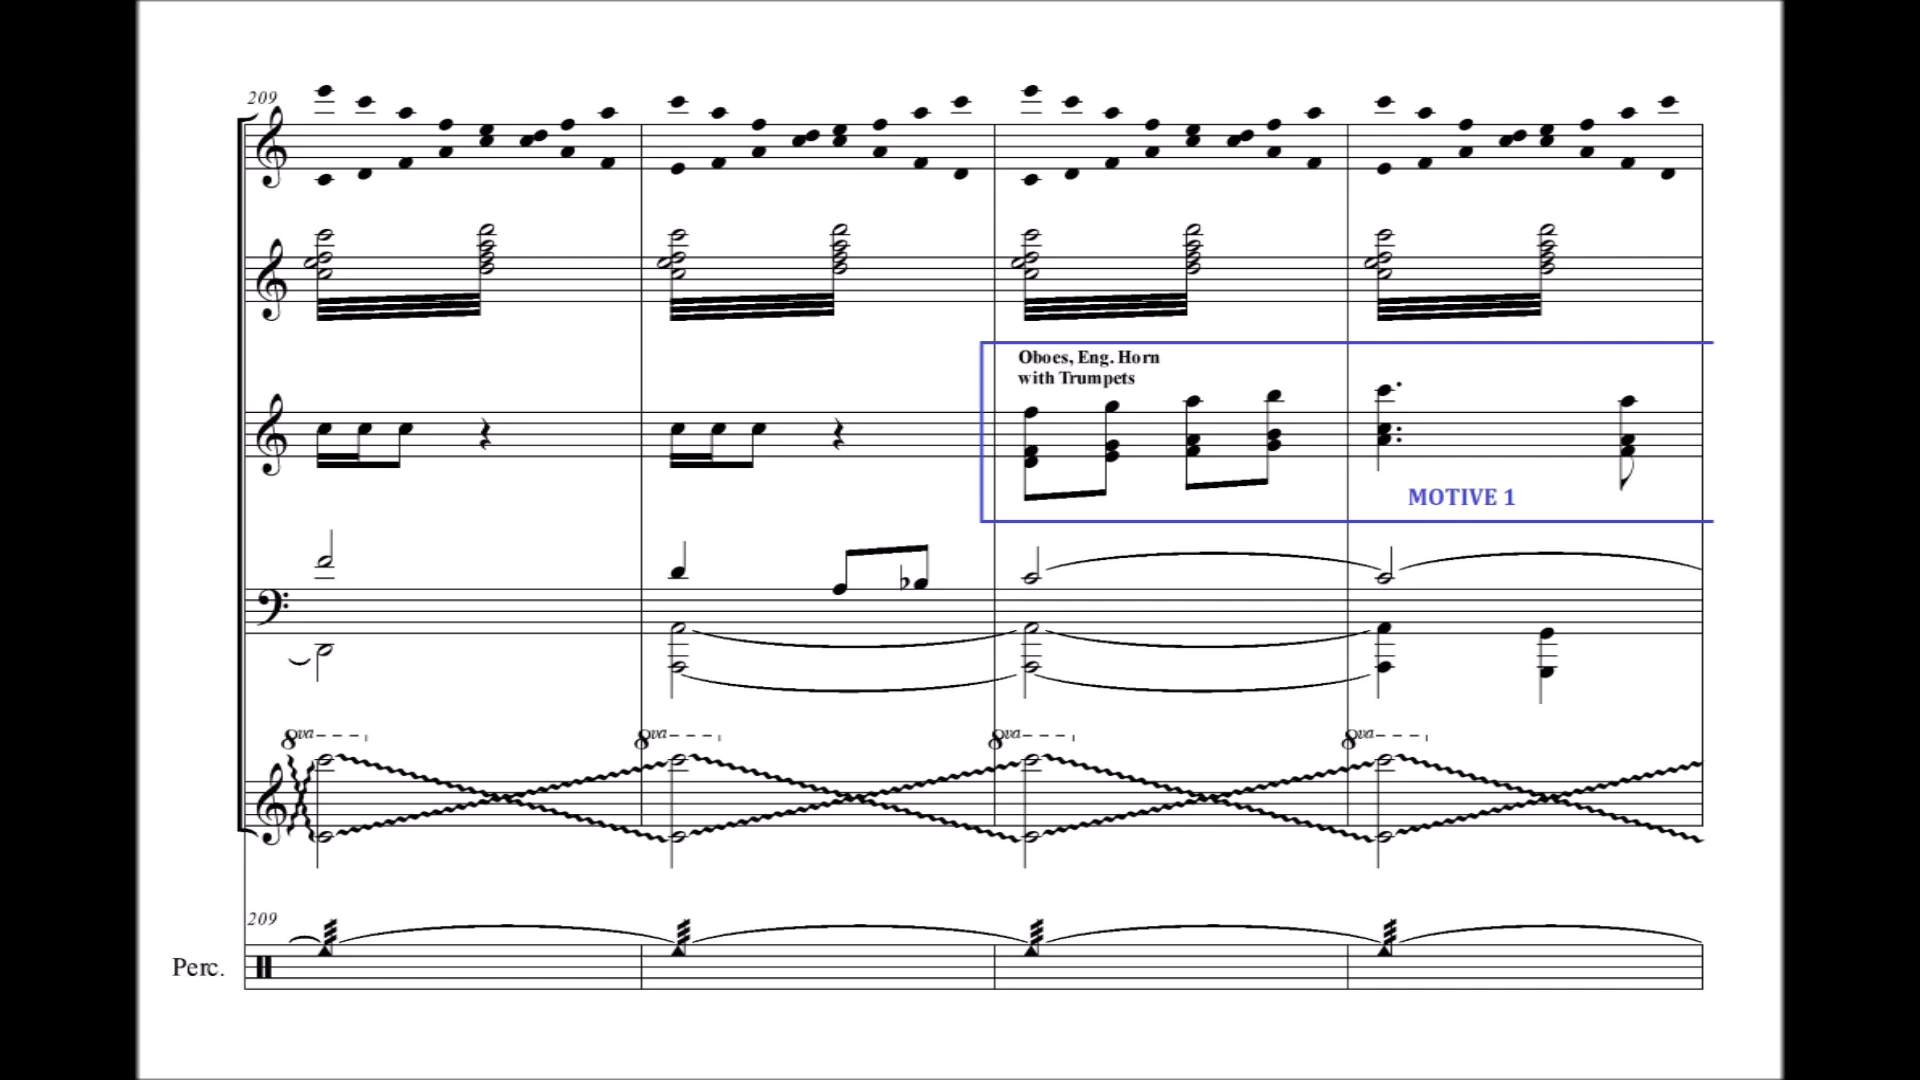 209
Oboes, Eng. Horn
with Trumpets
MOTIVE 1
8va 8va 8va 8va
209
Perc.